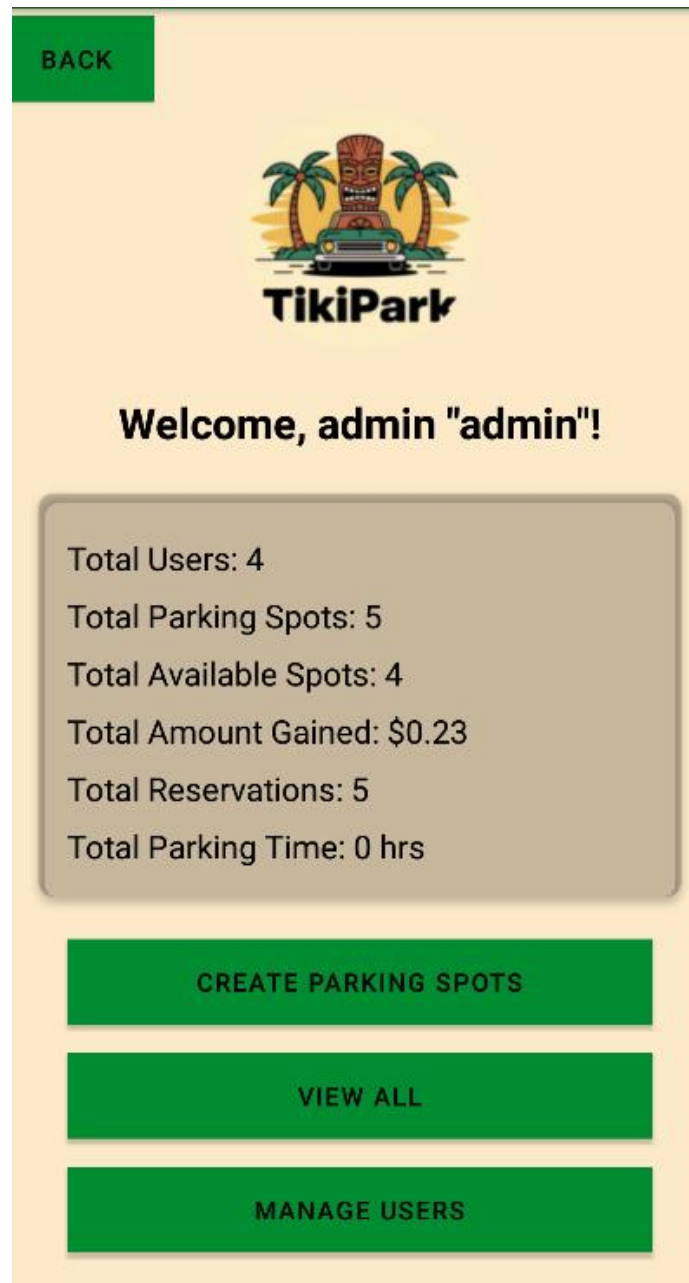 BACK
TikiPark
Welcome, admin "admin"!
Total Users: 4
Total Parking Spots: 5
Total Available Spots: 4
Total Amount Gained: $0.23
Total Reservations: 5
Total Parking Time: 0 hrs
CREATE PARKING SPOTS
VIEW ALL
MANAGE USERS